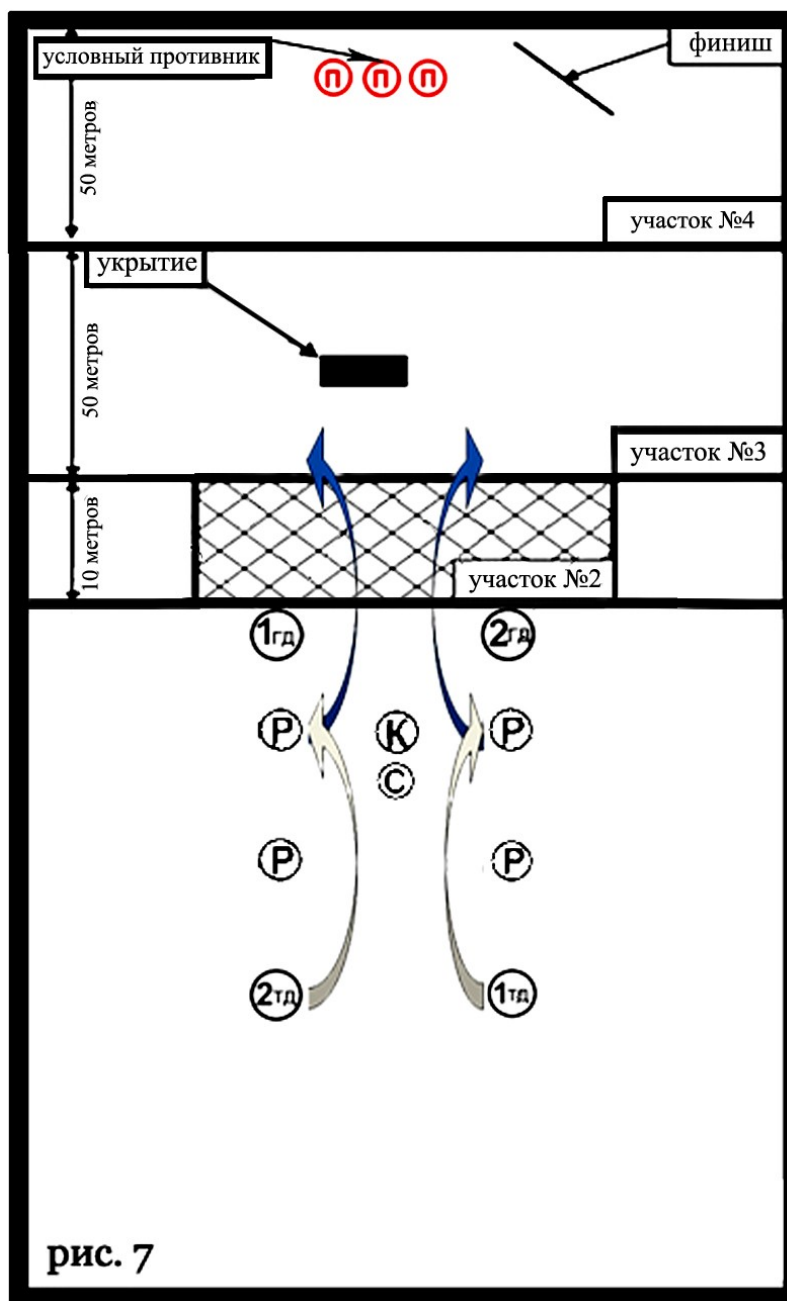 условный противник
финиш
П П П
50 метров
участок №4
укрытие
50 метров
участок №3
10 метров
участок №2
1гд 2гд
Р К Р
С
Р Р
2тд 1тд
рис. 7